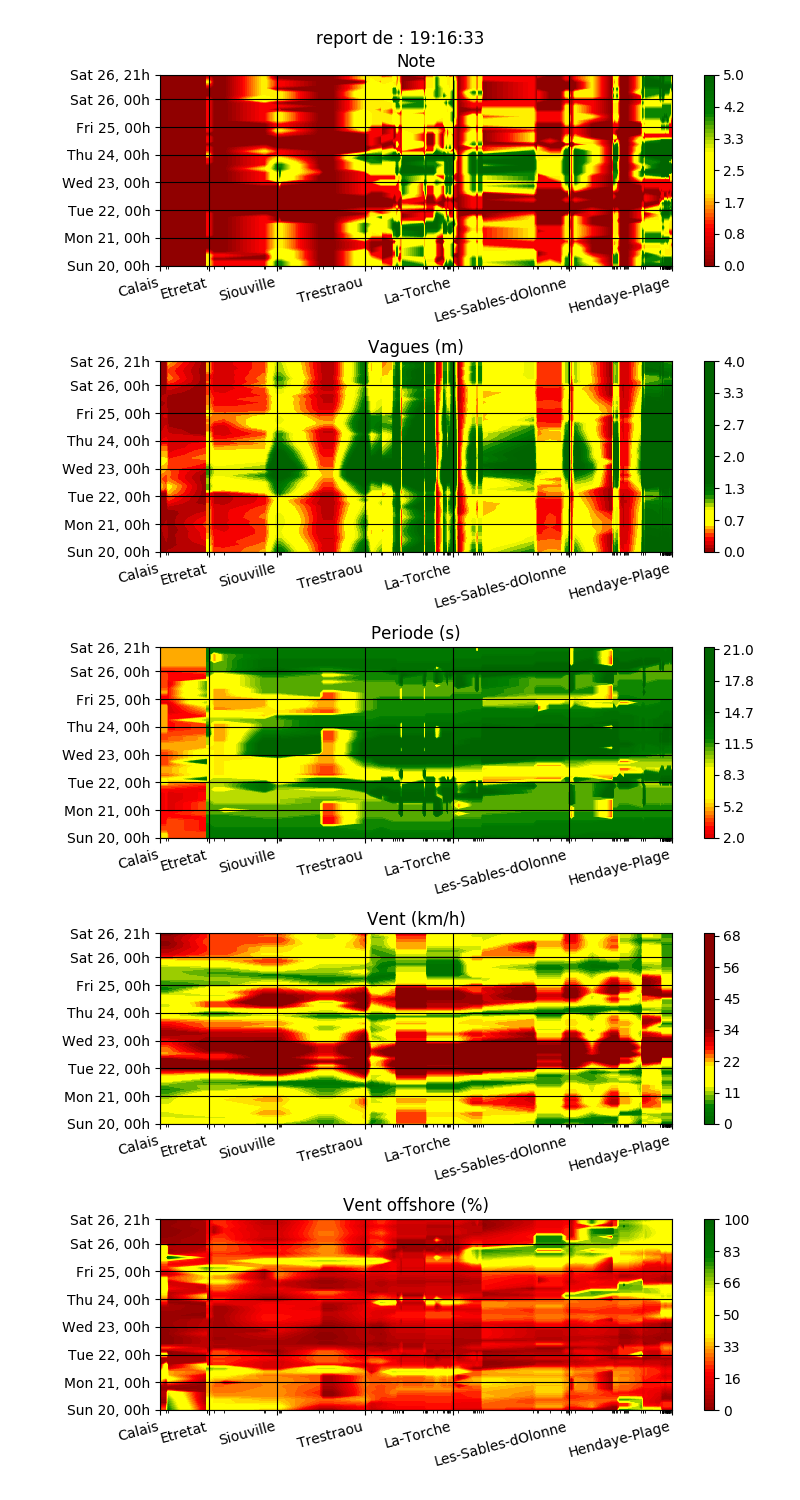 report de : 19:16:33
Note
Sat 26, 21h
Sat 26, 00h
Fri 25, 00h
Thu 24, 00h
Wed 23, 00h
Tue 22, 00h
Mon 21, 00h
Sun 20, 00h
Calais Etretat Siouville Trestraou La-Torche Les-Sables-dOlonne Hendaye-Plage
5.0
4.2
3.3
2.5
1.7
0.8
0.0
Vagues (m)
Sat 26, 21h
Sat 26, 00h
Fri 25, 00h
Thu 24, 00h
Wed 23, 00h
Tue 22, 00h
Mon 21, 00h
Sun 20, 00h
Calais Etretat Siouville Trestraou La-Torche Les-Sables-dOlonne Hendaye-Plage
4.0
3.3
2.7
2.0
1.3
0.7
0.0
Periode (s)
Sat 26, 21h
Sat 26, 00h
Fri 25, 00h
Thu 24, 00h
Wed 23, 00h
Tue 22, 00h
Mon 21, 00h
Sun 20, 00h
Calais Etretat Siouville Trestraou La-Torche Les-Sables-dOlonne Hendaye-Plage
21.0
17.8
14.7
11.5
8.3
5.2
2.0
Vent (km/h)
Sat 26, 21h
Sat 26, 00h
Fri 25, 00h
Thu 24, 00h
Wed 23, 00h
Tue 22, 00h
Mon 21, 00h
Sun 20, 00h
Calais Etretat Siouville Trestraou La-Torche Les-Sables-dOlonne Hendaye-Plage
68
56
45
34
22
11
0
Vent offshore (%)
Sat 26, 21h
Sat 26, 00h
Fri 25, 00h
Thu 24, 00h
Wed 23, 00h
Tue 22, 00h
Mon 21, 00h
Sun 20, 00h
Calais Etretat Siouville Trestraou La-Torche Les-Sables-dOlonne Hendaye-Plage
100
83
66
50
33
16
0